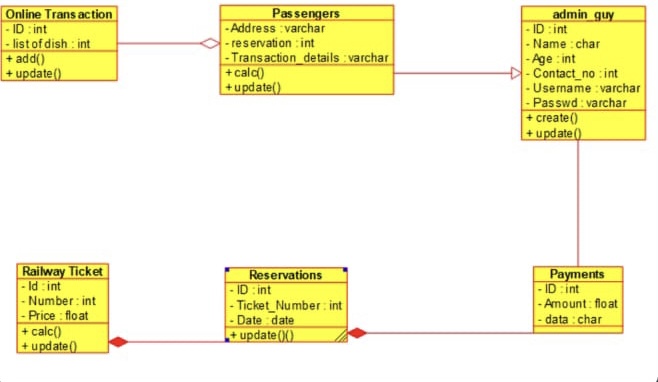 Online Transaction
- ID : int
- list of dish : int
+ add()
+ update()
Passengers
-Address : varchar
- reservation : int
- Transaction_details : varchar
+ calc()
+ update()
admin_guy
- ID : int
- Name : char
- Age : int
- Contact_no : int
- Username : varchar
- Passwd : varchar
+ create()
+ update()
Railway Ticket
- Id : int
- Number : int
- Price : float
+ calc()
+ update()
Reservations
- ID : int
- Ticket_Number : int
- Date : date
+ update()()
Payments
- ID : int
- Amount : float
- data : char